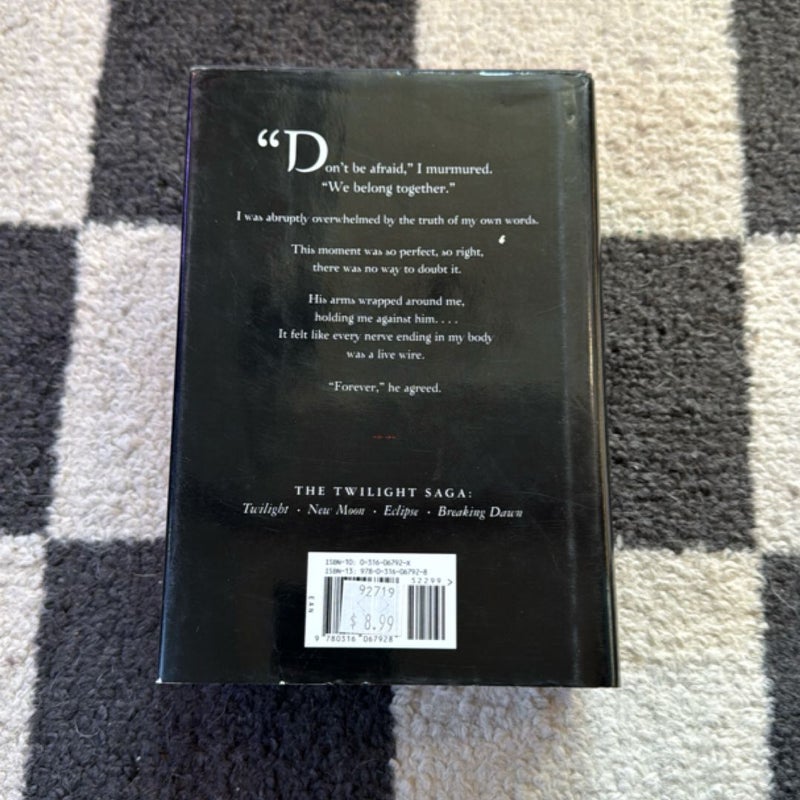 “Don't be afraid,” I murmured.
“We belong together.”
I was abruptly overwhelmed by the truth of my own words.
This moment was so perfect, so right,
there was no way to doubt it.
His arms wrapped around me,
holding me against him. . . .
It felt like every nerve ending in my body
was a live wire.
“Forever,” he agreed.
THE TWILIGHT SAGA:
Twilight · New Moon · Eclipse · Breaking Dawn
ISBN-10: 0-316-06792-X
ISBN-13: 978-0-316-06792-8
52299>
92719
$ 8.99
EAN
9 780316 067928